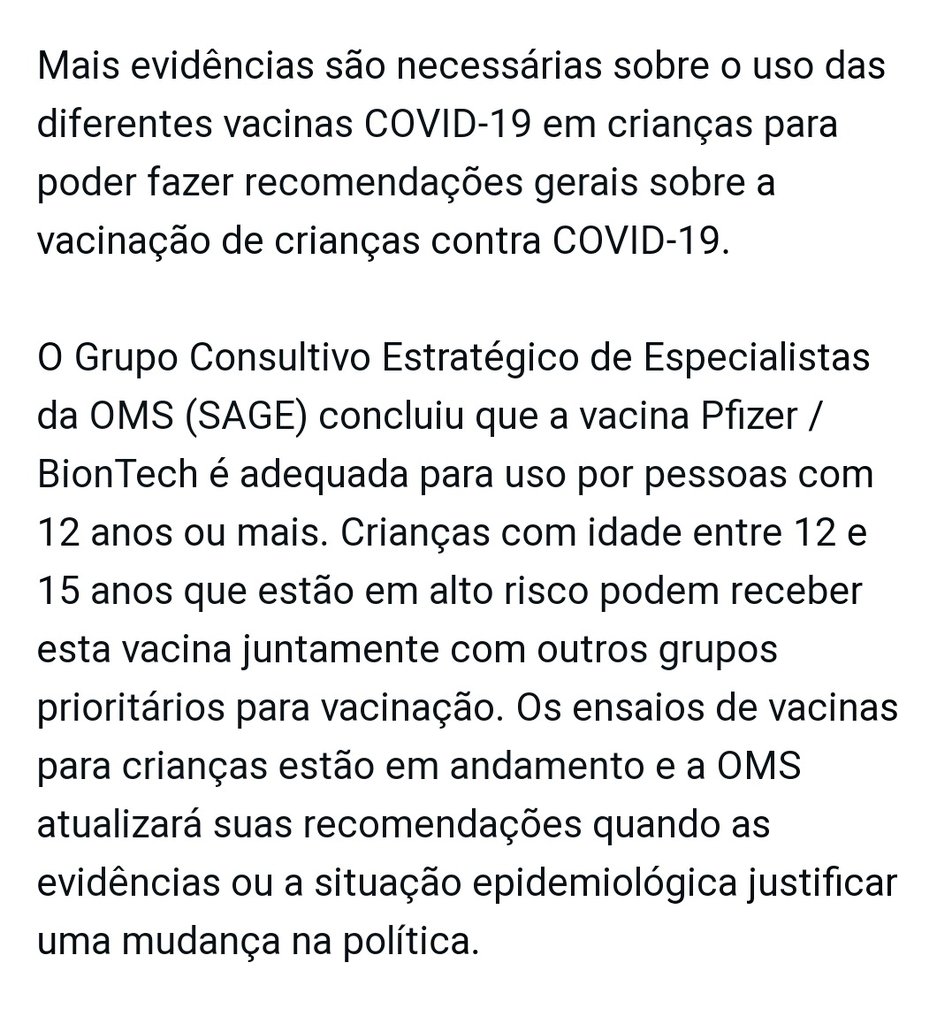 Mais evidências são necessárias sobre o uso das
diferentes vacinas COVID-19 em crianças para
poder fazer recomendações gerais sobre a
vacinação de crianças contra COVID-19.
O Grupo Consultivo Estratégico de Especialistas
da OMS (SAGE) concluiu que a vacina Pfizer /
BionTech é adequada para uso por pessoas com
12 anos ou mais. Crianças com idade entre 12 e
15 anos que estão em alto risco podem receber
esta vacina juntamente com outros grupos
prioritários para vacinação. Os ensaios de vacinas
para crianças estão em andamento e a OMS
atualizará suas recomendações quando as
evidências ou a situação epidemiológica justificar
uma mudança na política.